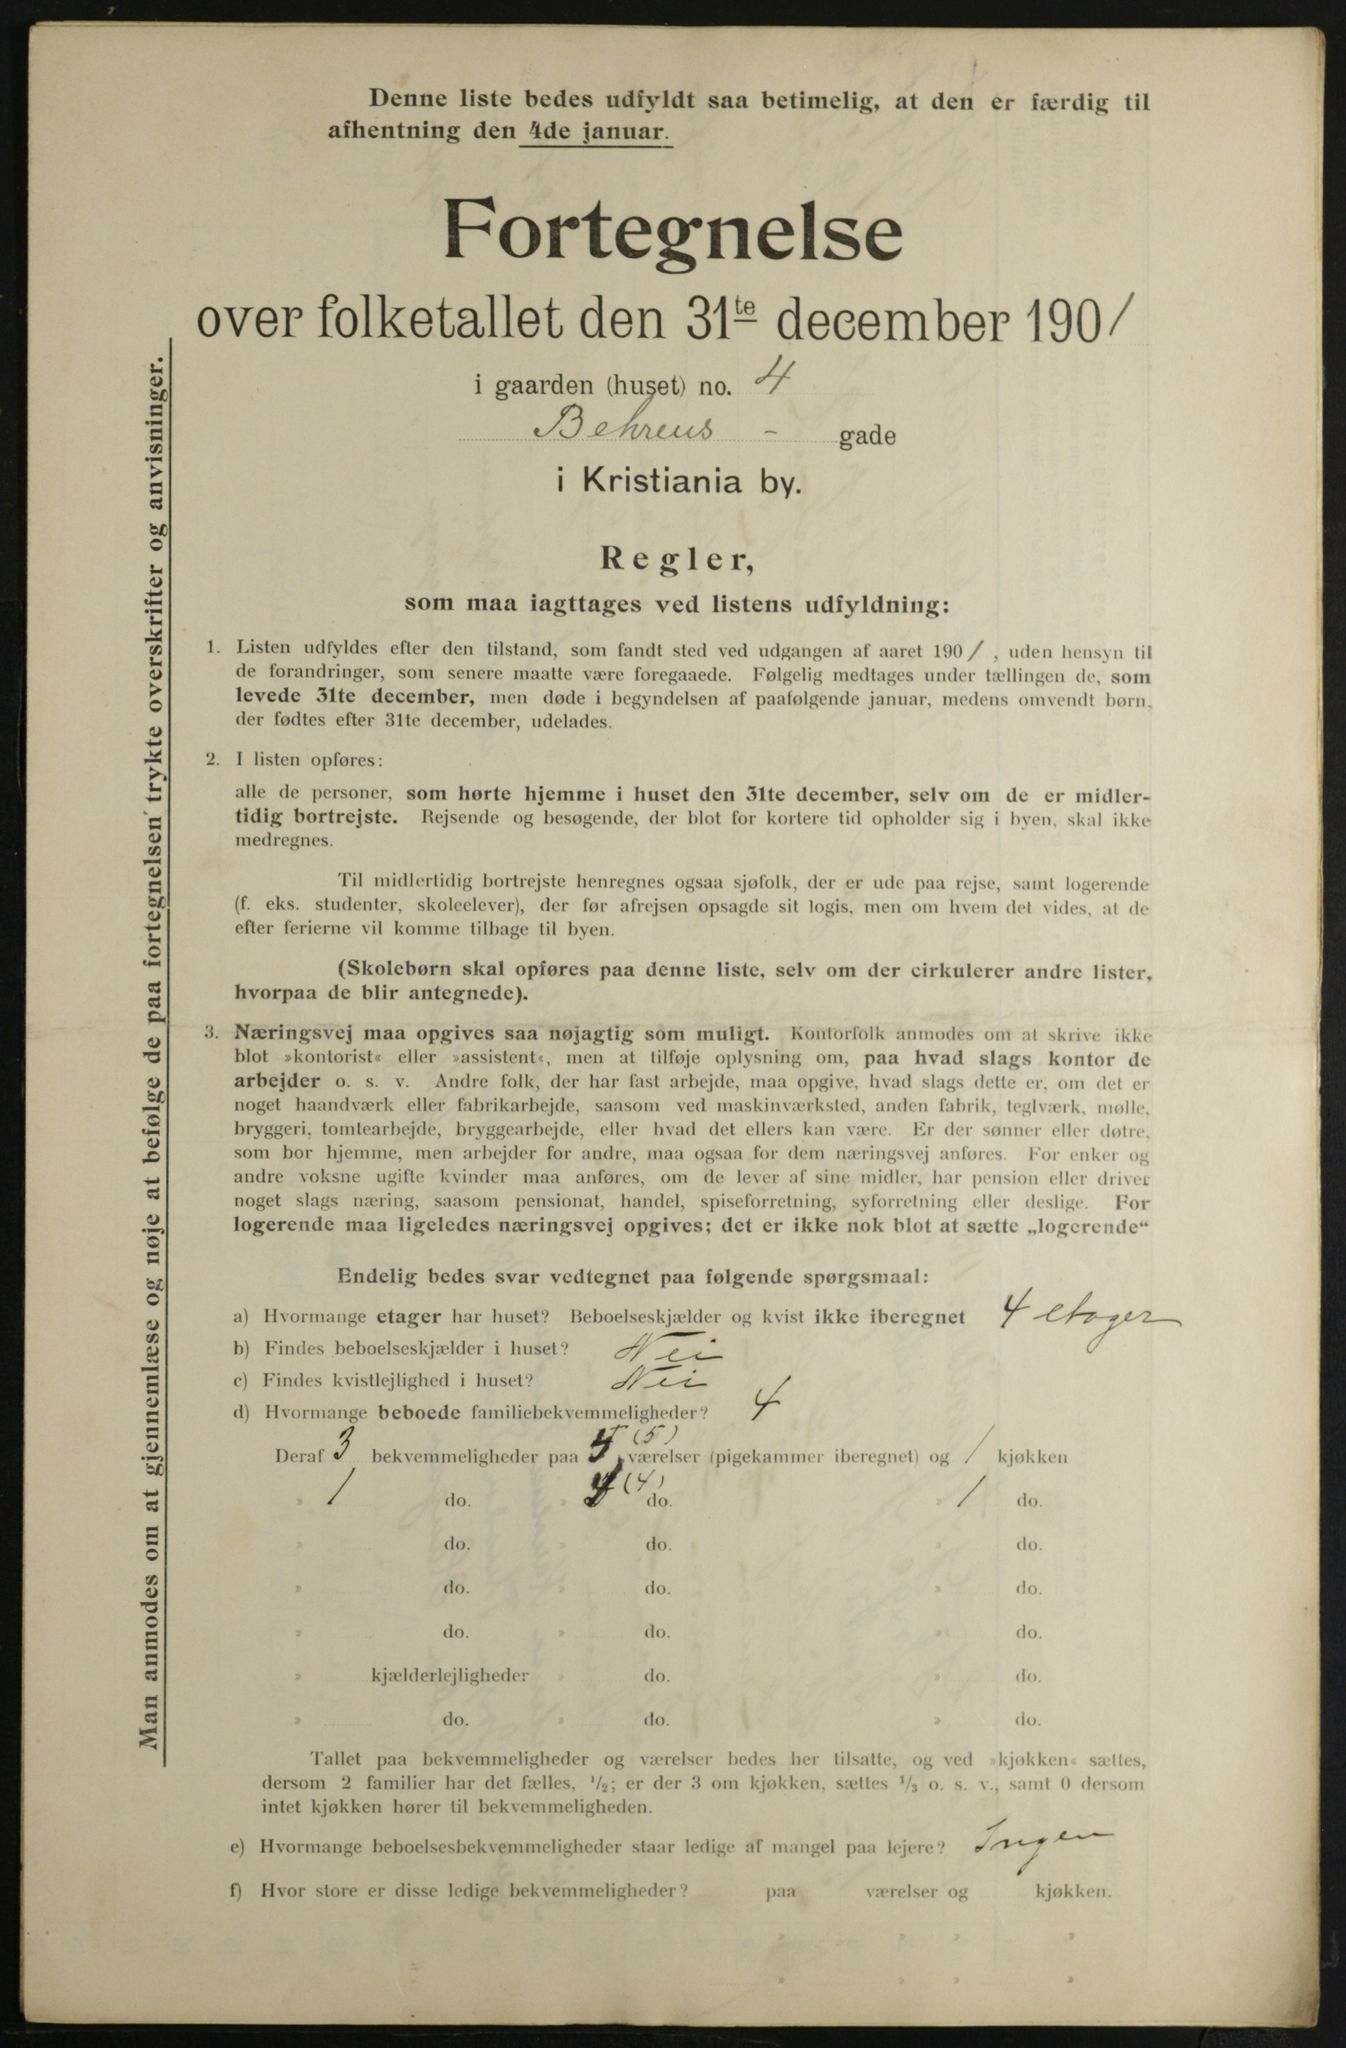 Denne liste bedes udfyldt saa betimelig, at den er færdig til
afhentning den 4de januar.
Fortegnelse
over folketallet den 31te december 1901
i gaarden (huset) no. 4
Behrens - gade
i Kristiania by.
Regler,
som maa iagttages ved listens udfyldning:
1. Listen udfyldes efter den tilstand, som fandt sted ved udgangen af aaret 1901, uden hensyn til
de forandringer, som senere maatte være foregaaede. Følgelig medtages under tællingen de, som
levede 31te december, men døde i begyndelsen af paafølgende januar, medens omvendt børn,
der fødtes efter 31te december, udelades.
2. I listen opføres:
alle de personer, som hørte hjemme i huset den 31te december, selv om de er midler-
tidig bortrejste. Rejsende og besøgende, der blot for kortere tid opholder sig i byen, skal ikke
medregnes.
Til midlertidig bortrejste henregnes ogsaa sjøfolk, der er ude paa rejse, samt logerende
(f. eks. studenter, skoleelever), der før afrejsen opsagde sit logis, men om hvem det vides, at de
efter ferierne vil komme tilbage til byen.
(Skolebørn skal opføres paa denne liste, selv om der cirkulerer andre lister,
hvorpaa de blir antegnede).
3. Næringsvej maa opgives saa nøjagtig som muligt. Kontorfolk anmodes om at skrive ikke
blot »kontorist« eller »assistent«, men at tilføje oplysning om, paa hvad slags kontor de
arbejder o. s. v. Andre folk, der har fast arbejde, maa opgive, hvad slags dette er, om det er
noget haandværk eller fabrikarbejde, saasom ved maskinværksted, anden fabrik, teglværk, mølle,
bryggeri, tomtearbejde, bryggearbejde, eller hvad det ellers kan være. Er der sønner eller døtre,
som bor hjemme, men arbejder for andre, maa ogsaa for dem næringsvej anføres. For enker og
andre voksne ugifte kvinder maa anføres, om de lever af sine midler, har pension eller driver
noget slags næring, saasom pensionat, handel, spiseforretning, syforretning eller deslige. For
logerende maa ligeledes næringsvej opgives; det er ikke nok blot at sætte „logerende“
Endelig bedes svar vedtegnet paa følgende spørgsmaal:
a) Hvormange etager har huset? Beboelseskjælder og kvist ikke iberegnet 4 etager
b) Findes beboelseskjælder i huset? Nei
c) Findes kvistlejlighed i huset? Nei
d) Hvormange beboede familiebekvemmeligheder? 4
Deraf 3 bekvemmeligheder paa 5 (5) værelser (pigekammer iberegnet) og 1 kjøkken
» 1 do. » 4 (4) do. » 1 do.
» do. » do. » do.
» do. » do. » do.
» do. » do. » do.
» kjælderlejligheder » do. » do.
» do. » do. » do.
Tallet paa bekvemmeligheder og værelser bedes her tilsatte, og ved »kjøkken« sættes,
dersom 2 familier har det fælles, 1/2; er der 3 om kjøkken, sættes 1/3 o. s. v., samt 0 dersom
intet kjøkken hører til bekvemmeligheden.
e) Hvormange beboelsesbekvemmeligheder staar ledige af mangel paa lejere? Ingen
f) Hvor store er disse ledige bekvemmeligheder? paa værelser og kjøkken.
» » »
» » »
Man anmodes om at gjennemlæse og nøje at befølge de paa fortegnelsen trykte overskrifter og anvisninger.